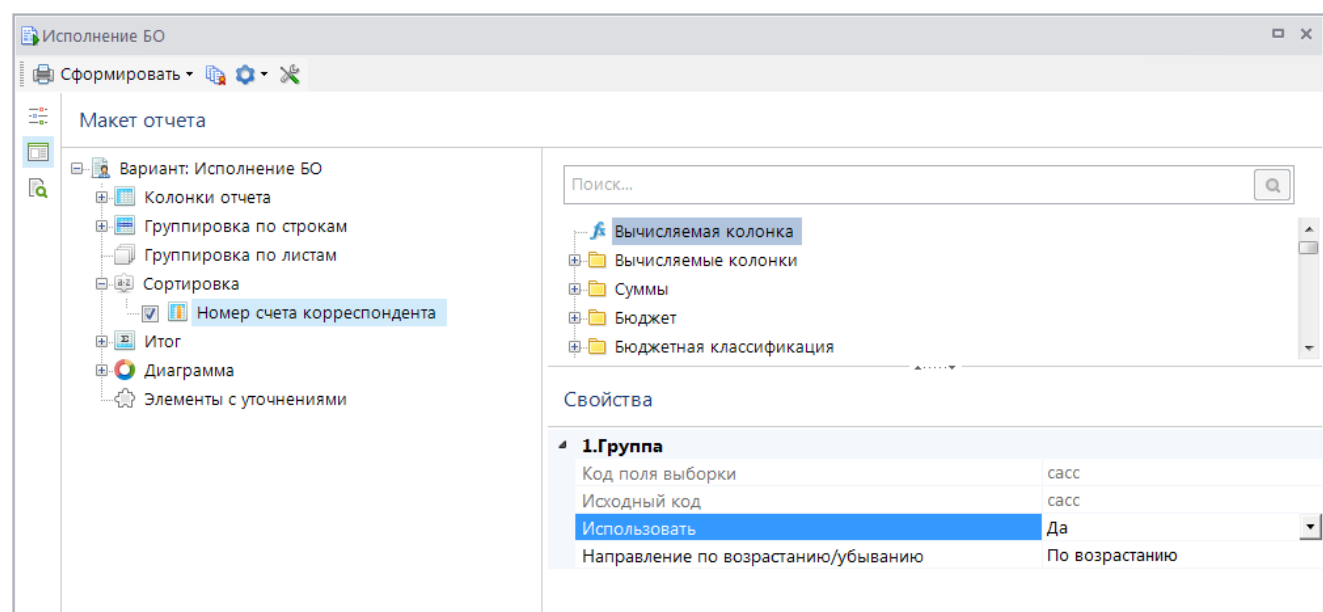 Исполнение БО
Сформировать
Макет отчета
Вариант: Исполнение БО
Колонки отчета
Группировка по строкам
Группировка по листам
Сортировка
Номер счета корреспондента
Итог
Диаграмма
Элементы с уточнениями
Поиск...
Вычисляемая колонка
Вычисляемые колонки
Суммы
Бюджет
Бюджетная классификация
Свойства
1.Группа
Код поля выборки cacc
Исходный код cacc
Использовать Да
Направление по возрастанию/убыванию По возрастанию